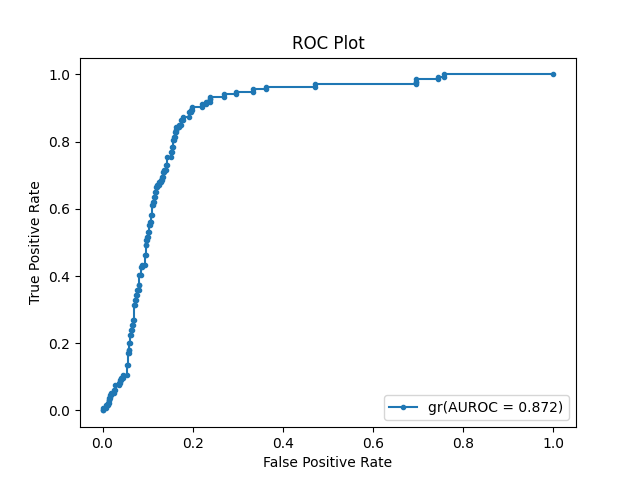 ROC Plot
1.0
0.8
0.6
0.4
0.2
0.0
True Positive Rate
gr(AUROC = 0.872)
0.0 0.2 0.4 0.6 0.8 1.0
False Positive Rate